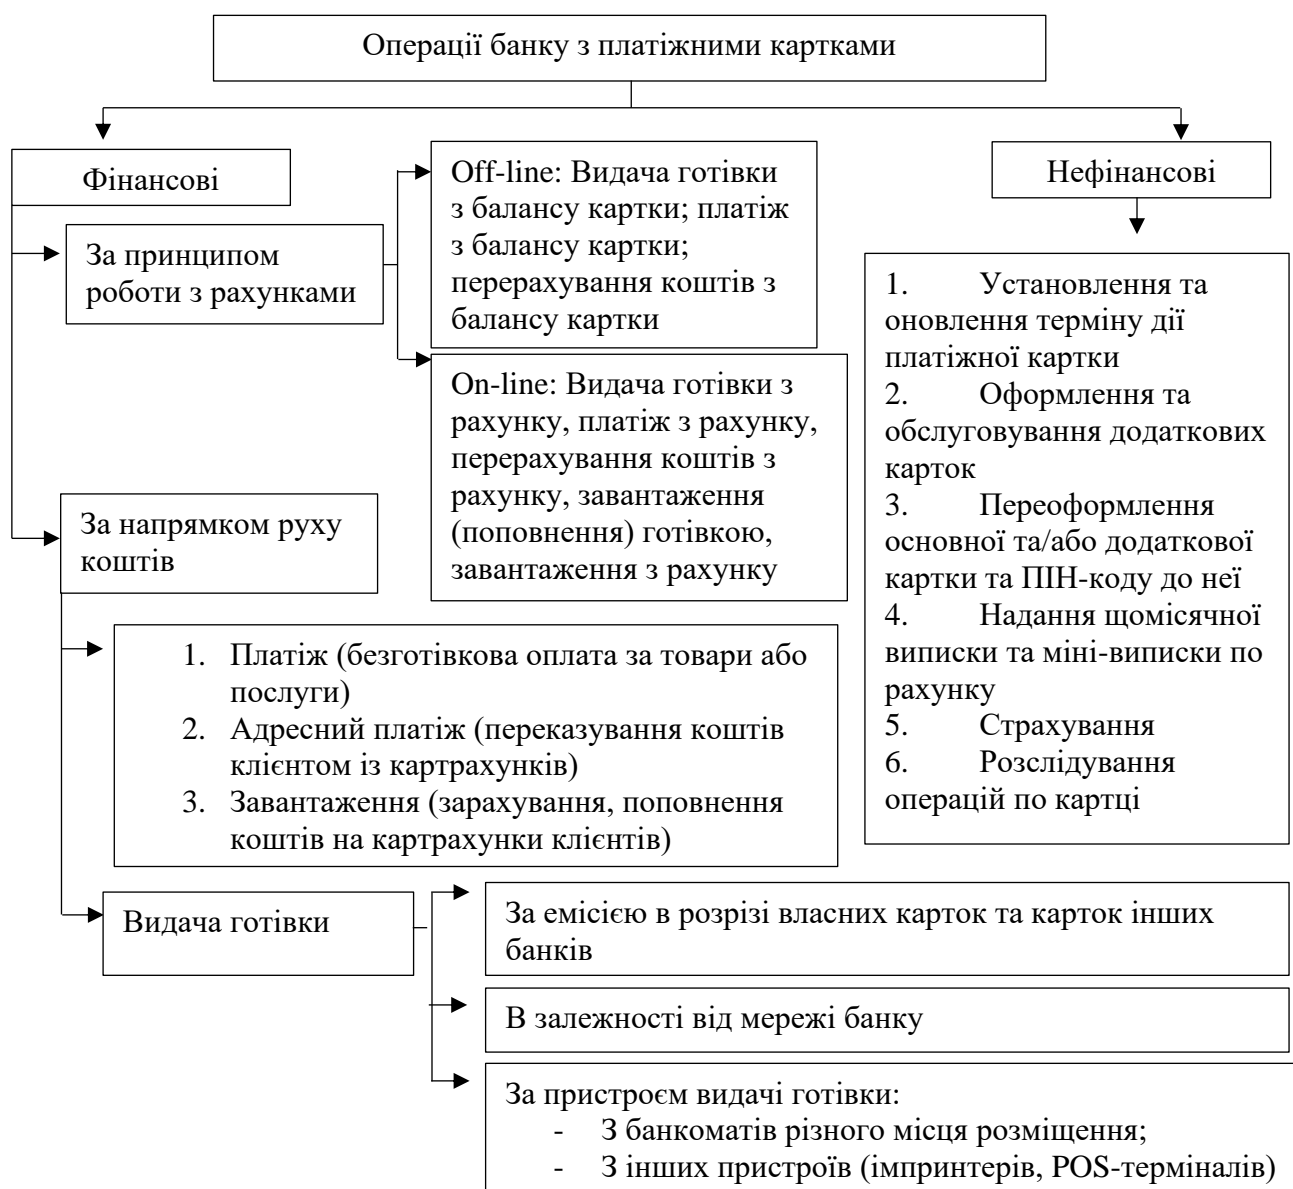 Операції банку з платіжними картками
Фінансові
Нефінансові
За принципом
роботи з рахунками
Off-line: Видача готівки
з балансу картки; платіж
з балансу картки;
перерахування коштів з
балансу картки
On-line: Видача готівки з
рахунку, платіж з рахунку,
перерахування коштів з
рахунку, завантаження
(поповнення) готівкою,
завантаження з рахунку
1. Установлення та
оновлення терміну дії
платіжної картки
2. Оформлення та
обслуговування додаткових
карток
3. Переоформлення
основної та/або додаткової
картки та ПІН-коду до неї
4. Надання щомісячної
виписки та міні-виписки по
рахунку
5. Страхування
6. Розслідування
операцій по картці
За напрямком руху
коштів
1. Платіж (безготівкова оплата за товари або
послуги)
2. Адресний платіж (переказування коштів
клієнтом із картрахунків)
3. Завантаження (зарахування, поповнення
коштів на картрахунки клієнтів)
Видача готівки
За емісією в розрізі власних карток та карток інших
банків
В залежності від мережі банку
За пристроєм видачі готівки:
- З банкоматів різного місця розміщення;
- З інших пристроїв (імпринтерів, POS-терміналів)